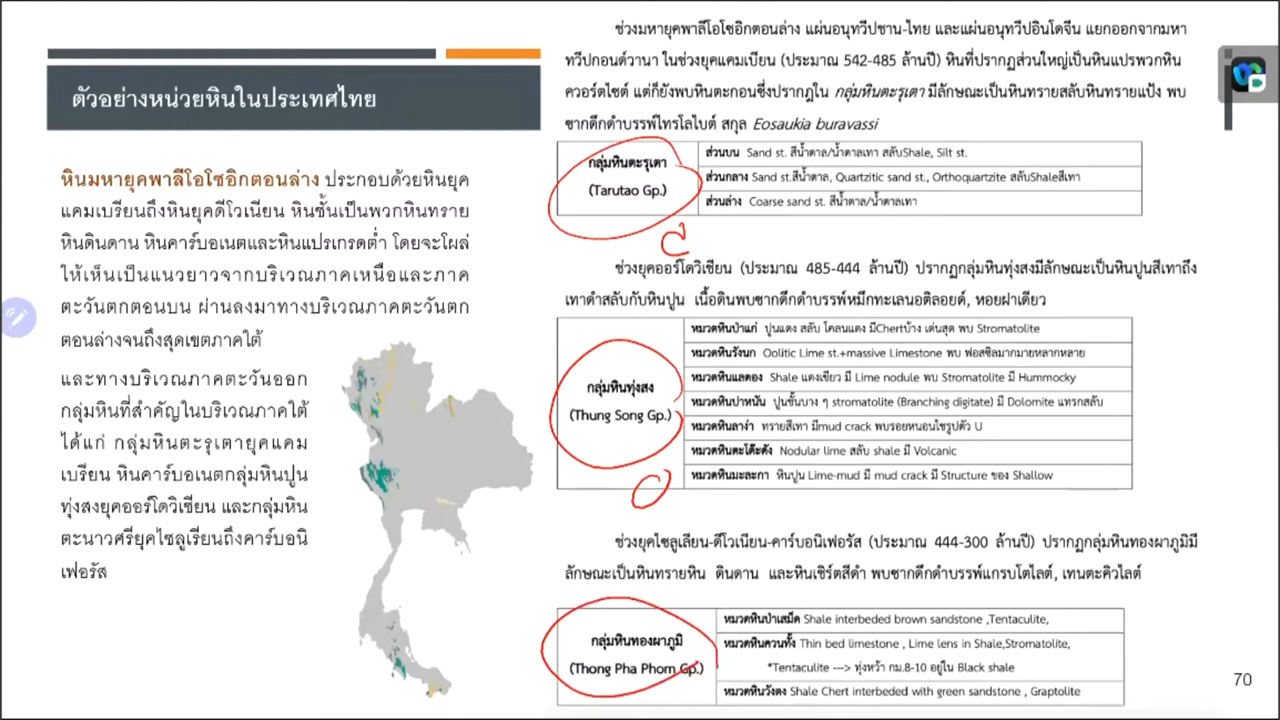 ตัวอย่างหน่วยหินในประเทศไทย
หินมหายุคพาลีโอโซอิกตอนล่าง ประกอบด้วยหินยุค
แคมเบรียนถึงหินยุคดีโวเนียน หินชั้นเป็นพวกหินทราย
หินดินดาน หินคาร์บอเนตและหินแปรเกรดต่ำ โดยจะโผล่
ให้เห็นเป็นแนวยาวจากบริเวณภาคเหนือและภาค
ตะวันตกตอนบน ผ่านลงมาทางบริเวณภาคตะวันตก
ตอนล่างจนถึงสุดเขตภาคใต้
และทางบริเวณภาคตะวันออก
กลุ่มหินที่สำคัญในบริเวณภาคใต้
ได้แก่ กลุ่มหินตะรุเตายุคแคม
เบรียน หินคาร์บอเนตกลุ่มหินปูน
ทุ่งสงยุคออร์โดวิเชียน และกลุ่มหิน
ตะนาวศรียุคไซลูเรียนถึงคาร์บอนิ
เฟอรัส
ช่วงมหายุคพาลีโอโซอิกตอนล่าง แผ่นอนุทวีปชาน-ไทย และแผ่นอนุทวีปอินโดจีน แยกออกจากมหา
ทวีปกอนด์วานา ในช่วงยุคแคมเบียน (ประมาณ 542-485 ล้านปี) หินที่ปรากฏส่วนใหญ่เป็นหินแปรพวกหิน
ควอร์ตไซต์ แต่ก็ยังพบหินตะกอนซึ่งปรากฏใน กลุ่มหินตะรุเตา มีลักษณะเป็นหินทรายสลับหินทรายแป้ง พบ
ซากดึกดำบรรพ์ไทรโลไบต์ สกุล Eosaukia buravassi
กลุ่มหินตะรุเตา
(Tarutao Gp.)
ส่วนบน Sand st. สีน้ำตาล/น้ำตาลเทา สลับShale, Silt st.
ส่วนกลาง Sand st.สีน้ำตาล, Quartzitic sand st., Orthoquartzite สลับShaleสีเทา
ส่วนล่าง Coarse sand st. สีน้ำตาล/น้ำตาลเทา
ช่วงยุคออร์โดวิเชียน (ประมาณ 485-444 ล้านปี) ปรากฏกลุ่มหินทุ่งสงมีลักษณะเป็นหินปูนสีเทาถึง
เทาดำสลับกับหินปูน เนื้อดินพบซากดึกดำบรรพ์หมึกทะเลนอติลอยด์, หอยฝาเดียว
กลุ่มหินทุ่งสง
(Thung Song Gp.)
หมวดหินป่าแก่ ปูนแดง สลับ โคลนแดง มีChertบ้าง เด่นสุด พบ Stromatolite
หมวดหินรังนก Oolitic Lime st.+massive Limestone พบ ฟอสซิลมากมายหลากหลาย
หมวดหินแลตอง Shale แดงเขียว มี Lime nodule พบ Stromatolite มี Hummocky
หมวดหินปาหนัน ปูนชั้นบาง ๆ stromatolite (Branching digitate) มี Dolomite แทรกสลับ
หมวดหินลาง่า ทรายสีเทา มีmud crack พบรอยหนอนไชรูปตัว U
หมวดหินตะโต๊ะดัง Nodular lime สลับ shale มี Volcanic
หมวดหินมะละกา หินปูน Lime-mud มี mud crack มี Structure ของ Shallow
ช่วงยุคไซลูเลียน-ดีโวเนียน-คาร์บอนิเฟอรัส (ประมาณ 444-300 ล้านปี) ปรากฏกลุ่มหินทองผาภูมิมี
ลักษณะเป็นหินทรายหิน ดินดาน และหินเชิร์ตสีดำ พบซากดึกดำบรรพ์แกรบโตไลต์, เทนตะคิวไลต์
กลุ่มหินทองผาภูมิ
(Thong Pha Phom Gp.)
หมวดหินป่าเสม็ด Shale interbeded brown sandstone ,Tentaculite,
หมวดหินควนทั้ง Thin bed limestone , Lime lens in Shale,Stromatolite,
*Tentaculite ---> ทุ่งหว้า กม.8-10 อยู่ใน Black shale
หมวดหินวังตง Shale Chert interbeded with green sandstone , Graptolite
70